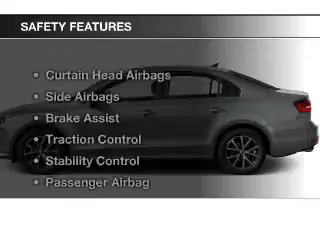 SAFETY FEATURES
• Curtain Head Airbags
• Side Airbags
• Brake Assist
• Traction Control
• Stability Control
• Passenger Airbag